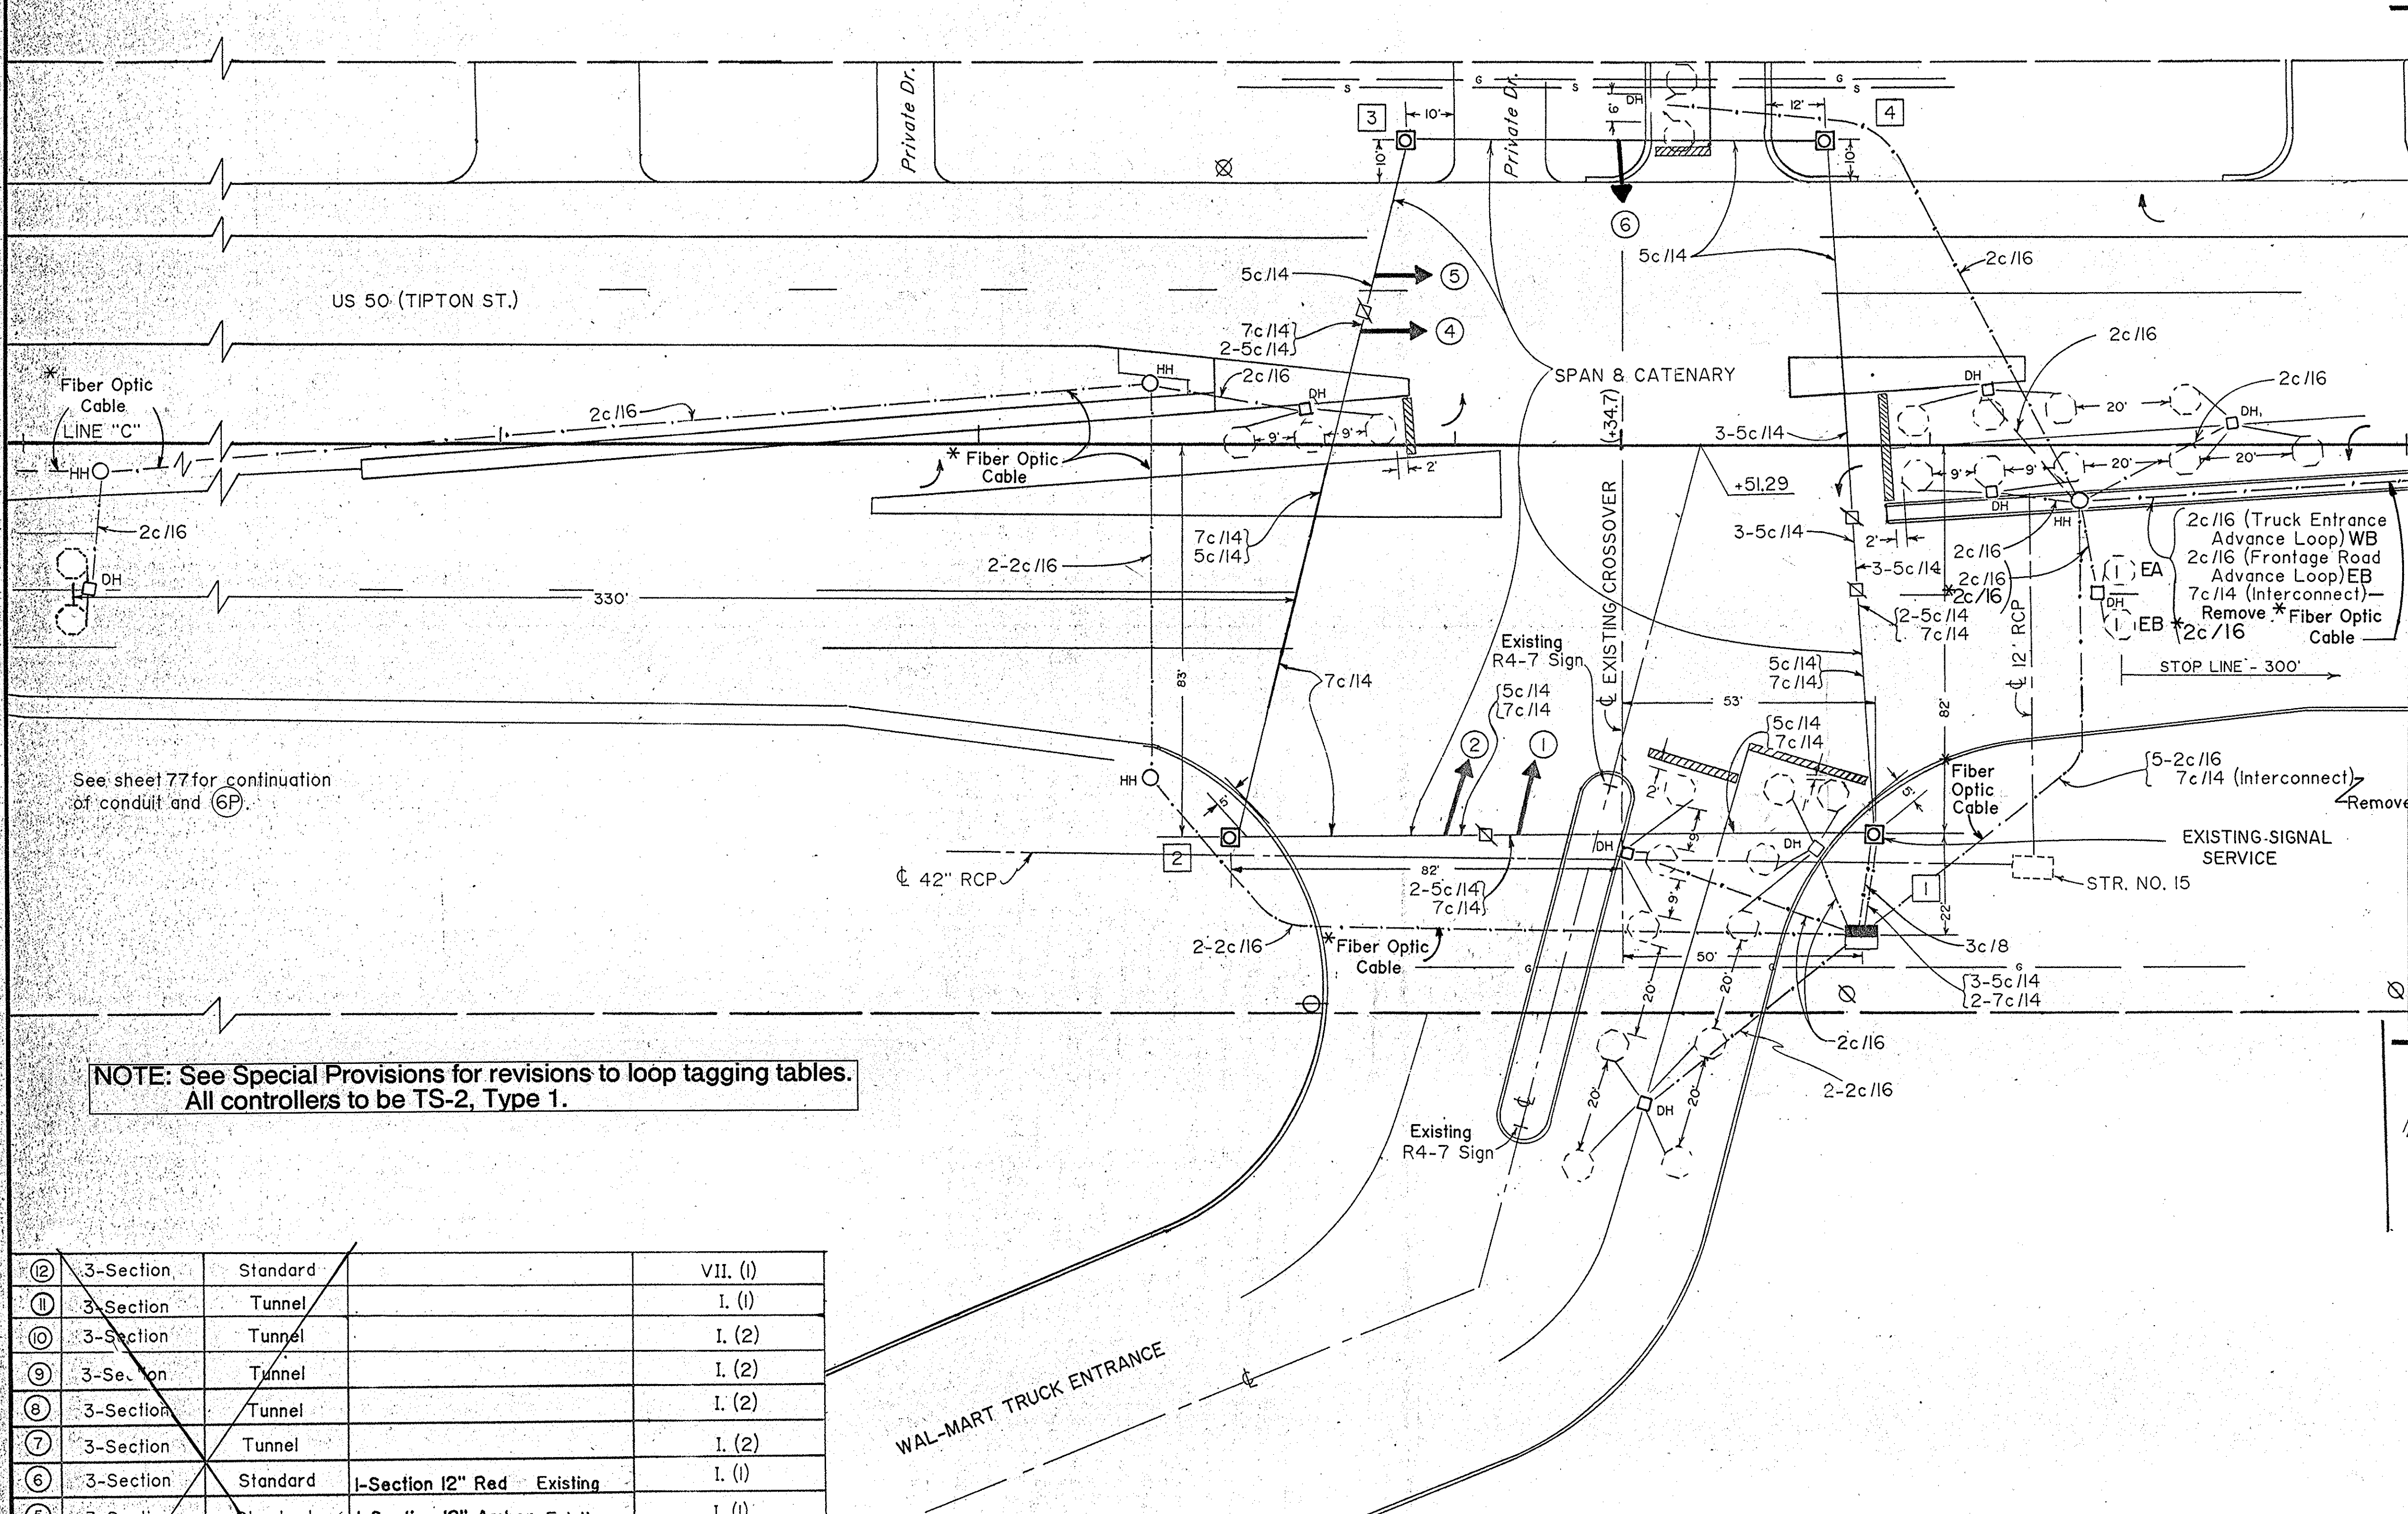 Private Dr.
G
S
S
G
S
3
10'
10'
Private Dr.
6'
DH
12'
4
10'
6
5c/14
5
7c/14
2-5c/14
4
5c/14
2c/16
US 50 (TIPTON ST.)
* Fiber Optic
Cable
LINE "C"
2c/16
HH
2c/16
DH
9'
9'
2'
SPAN & CATENARY
(+34.7)
3-5c/14
+51.29
2c/16
2c/16
DH
20'
DH
9'
9'
20'
20'
DH
HH
2'
HH
2c/16
DH
330'
* Fiber Optic
Cable
7c/14
5c/14
2-2c/16
83'
7c/14
3-5c/14
3-5c/14
2c/16
2c/16
*2c/16
2-5c/14
7c/14
EA
DH
EB
2c/16 (Truck Entrance
Advance Loop) WB
2c/16 (Frontage Road
Advance Loop) EB
7c/14 (Interconnect)
Remove * Fiber Optic
Cable
*2c/16
STOP LINE - 300'
℄ 12' RCP
℄ EXISTING CROSSOVER
Existing
R4-7 Sign
5c/14
7c/14
5c/14
7c/14
53'
82'
5c/14
7c/14
2
1
2'
1'
See sheet 77 for continuation
of conduit and 6P.
HH
5'
2
℄ 42" RCP
82'
2-5c/14
7c/14
DH
9'
9'
DH
* Fiber
Optic
Cable
5'
5-2c/16
7c/14 (Interconnect)
Remove
EXISTING SIGNAL
SERVICE
STR. NO. 15
1
22'
3c/8
3-5c/14
2-7c/14
2-2c/16
* Fiber Optic
Cable
G
50'
G
G
20'
20'
2c/16
2-2c/16
20'
DH
20'
Existing
R4-7 Sign
NOTE: See Special Provisions for revisions to loop tagging tables.
All controllers to be TS-2, Type 1.
WAL-MART TRUCK ENTRANCE
℄
12 3-Section Standard VII. (1)
11 3-Section Tunnel I. (1)
10 3-Section Tunnel I. (2)
9 3-Section Tunnel I. (2)
8 3-Section Tunnel I. (2)
7 3-Section Tunnel I. (2)
6 3-Section Standard 1-Section 12" Red Existing I. (1)